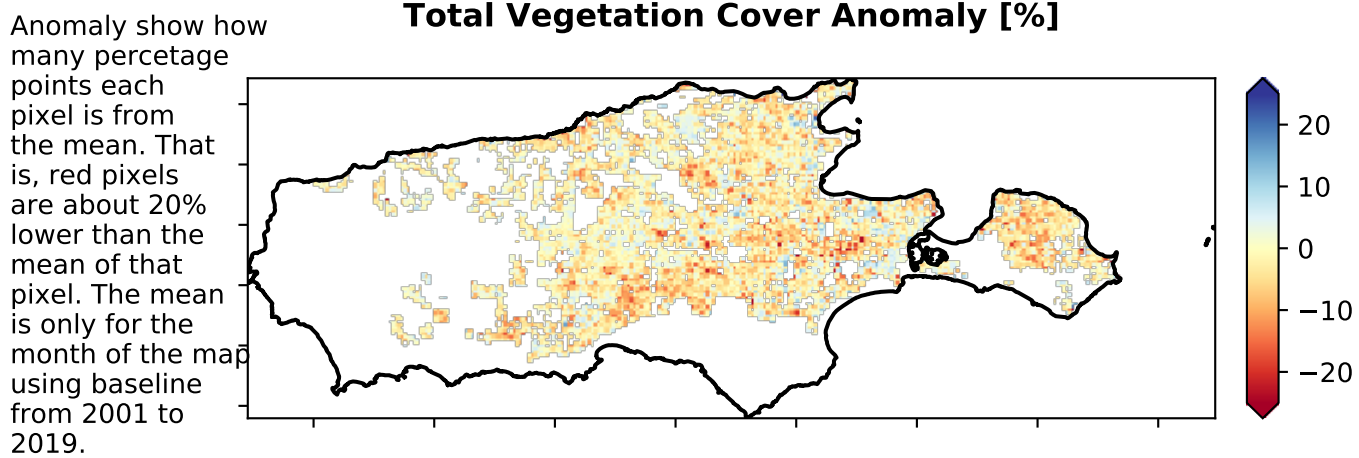 Total Vegetation Cover Anomaly [%]
Anomaly show how
many percetage
points each
pixel is from
the mean. That
is, red pixels
are about 20%
lower than the
mean of that
pixel. The mean
is only for the
month of the map
using baseline
from 2001 to
2019.
20
10
0
−10
−20